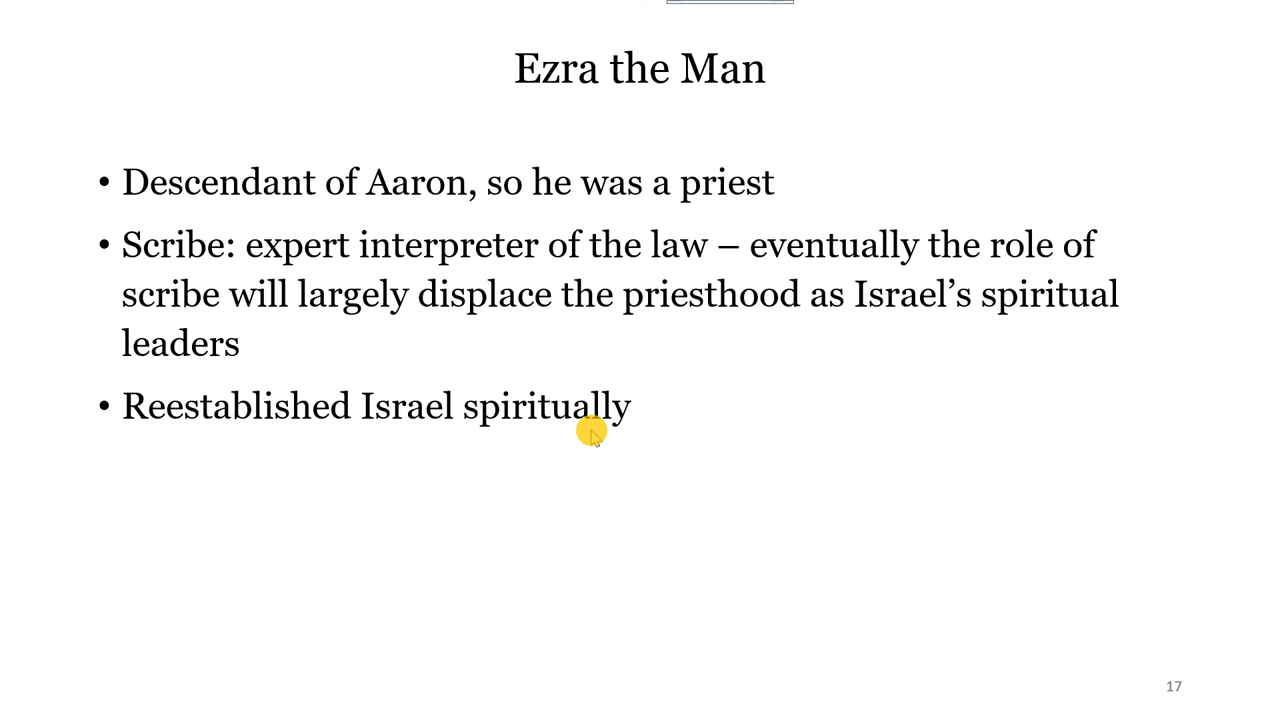 Ezra the Man
• Descendant of Aaron, so he was a priest
• Scribe: expert interpreter of the law – eventually the role of
scribe will largely displace the priesthood as Israel’s spiritual
leaders
• Reestablished Israel spiritually
17